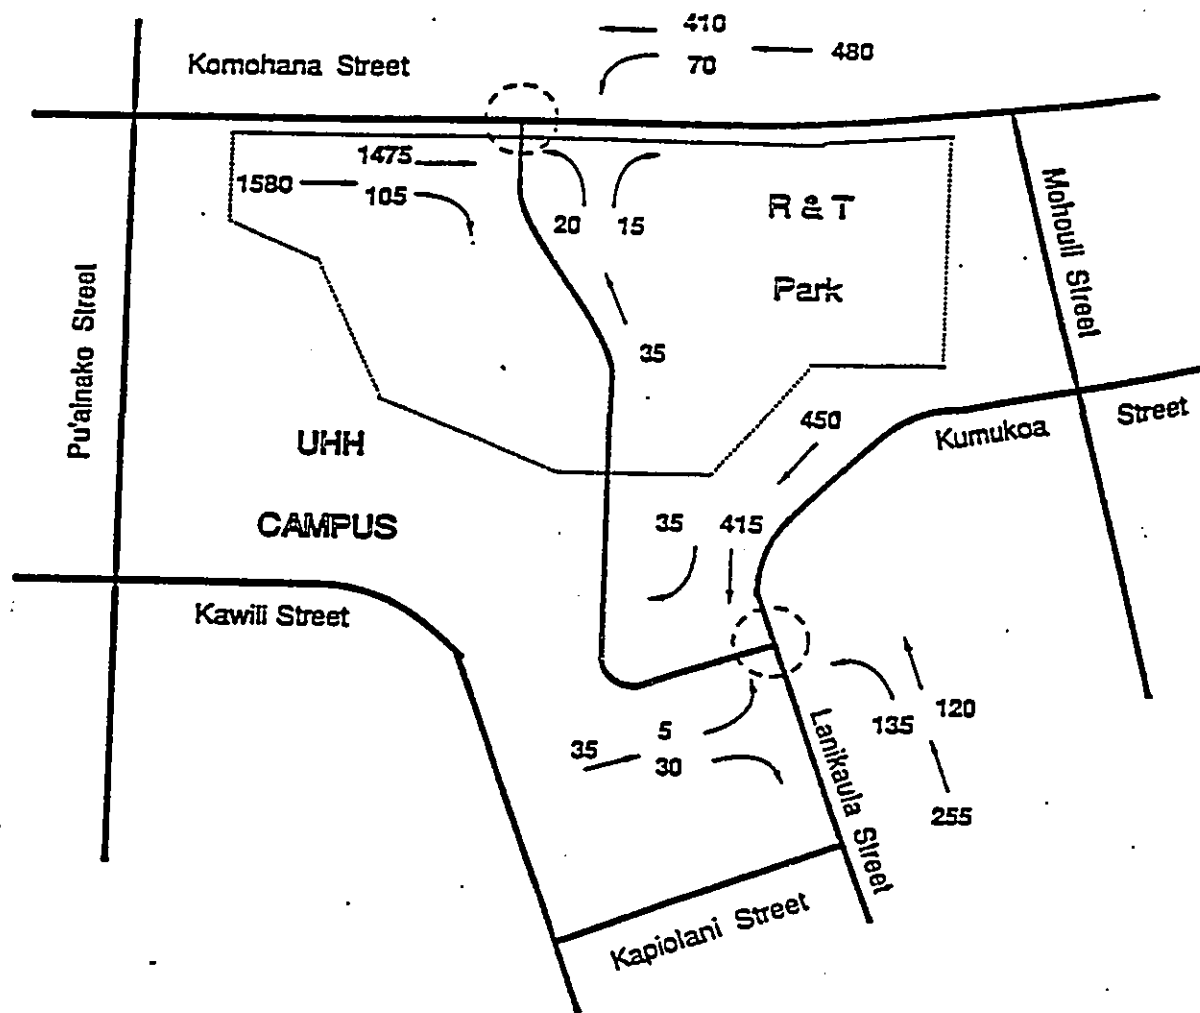 410
70
480
Komohana Street
1475
1580
105
20
15
R & T
Park
35
Mohouli Street
Pu'ainako Street
450
Kumukoa
Street
UHH
CAMPUS
35
415
Kawili Street
5
35
30
135
120
255
Lanikaula Street
Kapiolani Street